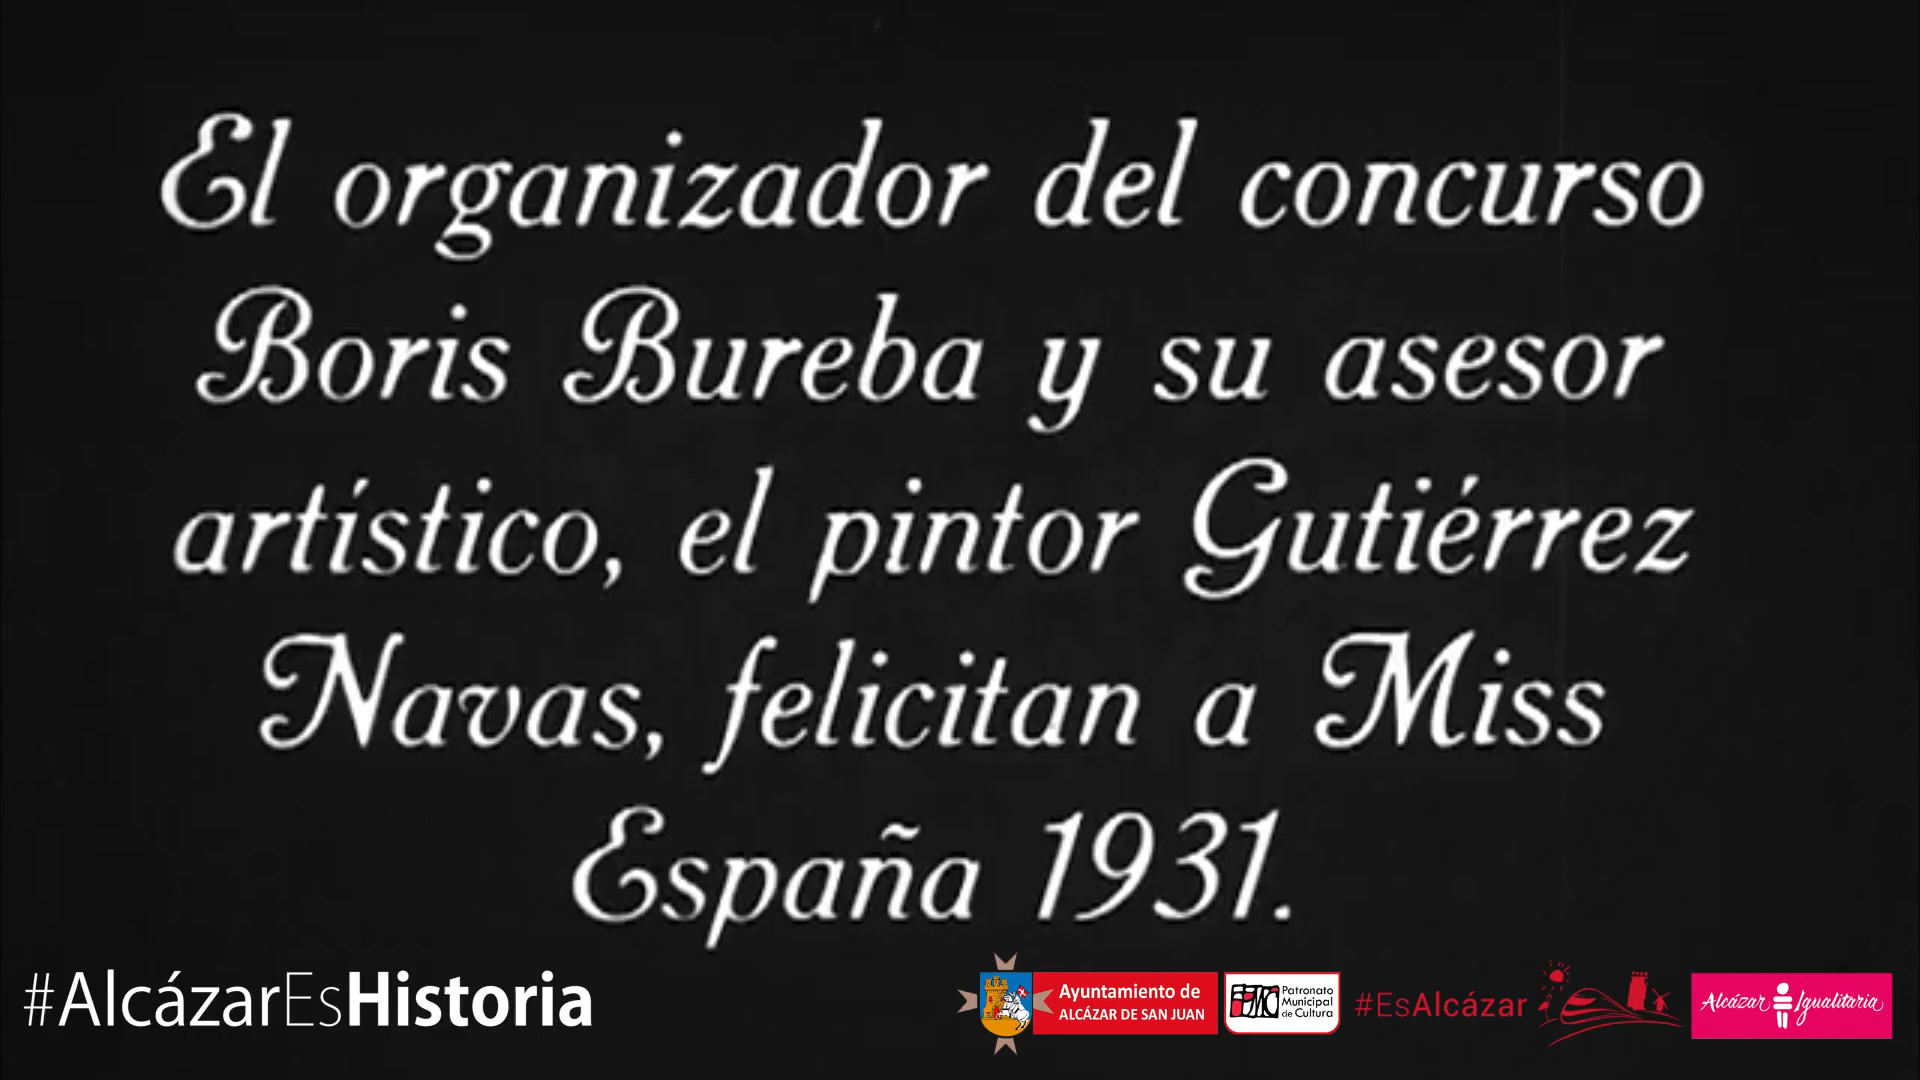 El organizador del concurso
Boris Bureba y su asesor
artístico, el pintor Gutiérrez
Navas, felicitan a Miss
España 1931.
#AlcázarEsHistoria
Ayuntamiento de
ALCÁZAR DE SAN JUAN
PMC
Patronato
Municipal
de Cultura
#EsAlcázar
Alcázar Igualitaria